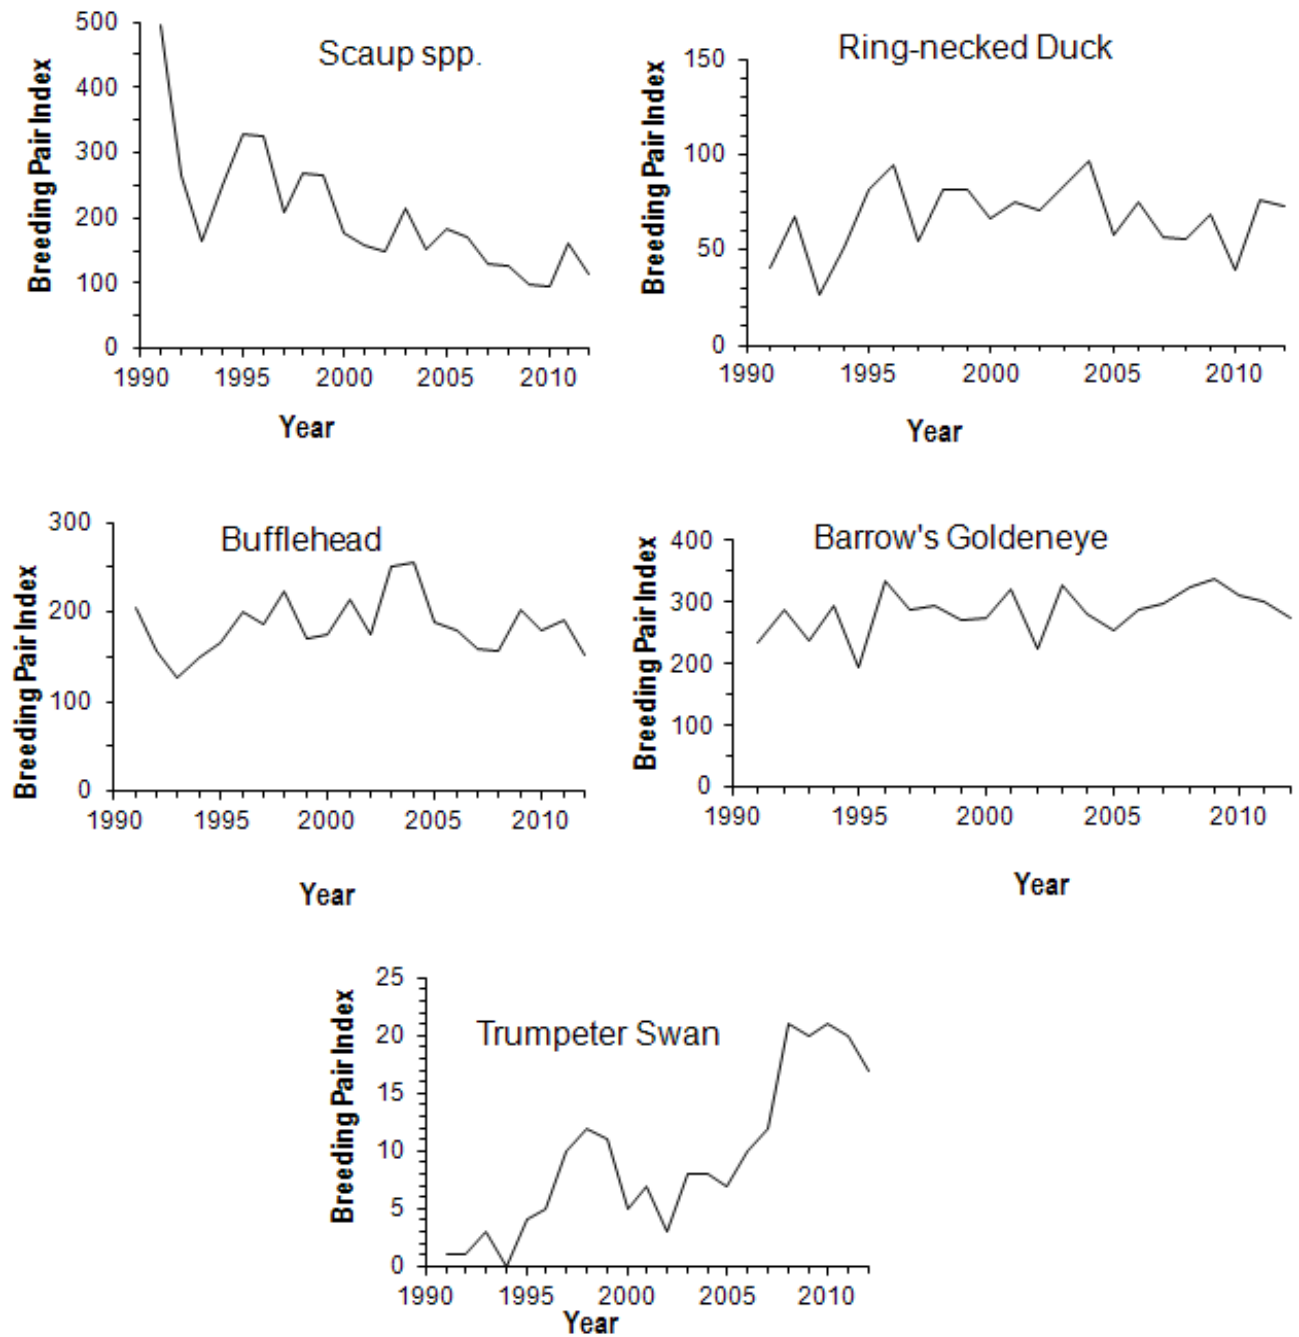 Scaup spp.
Breeding Pair Index
500
400
300
200
100
0
1990 1995 2000 2005 2010
Year
Ring-necked Duck
Breeding Pair Index
150
100
50
0
1990 1995 2000 2005 2010
Year
Bufflehead
Breeding Pair Index
300
200
100
0
1990 1995 2000 2005 2010
Year
Barrow's Goldeneye
Breeding Pair Index
400
300
200
100
0
1990 1995 2000 2005 2010
Year
Trumpeter Swan
Breeding Pair Index
25
20
15
10
5
0
1990 1995 2000 2005 2010
Year